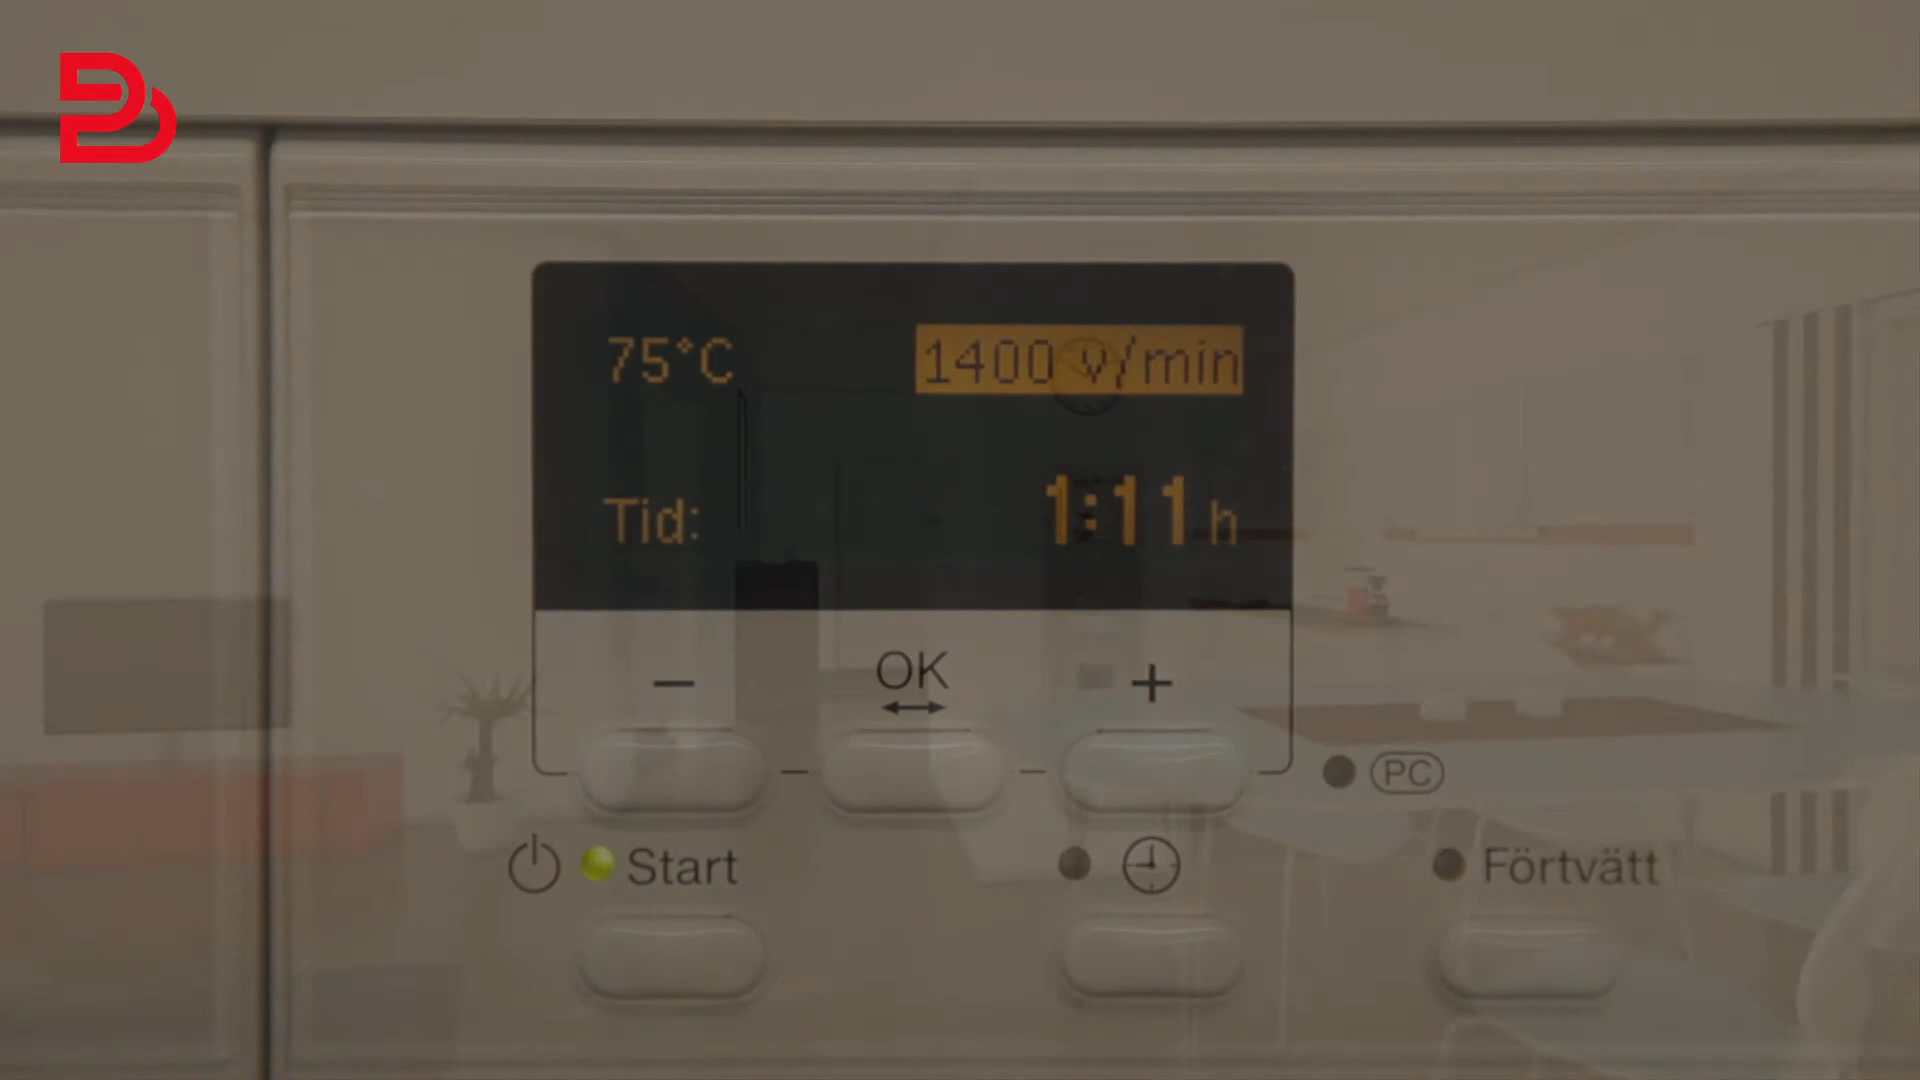 75°C 1400 v/min
Tid: 1:11 h
− OK +
PC
Start Förtvätt